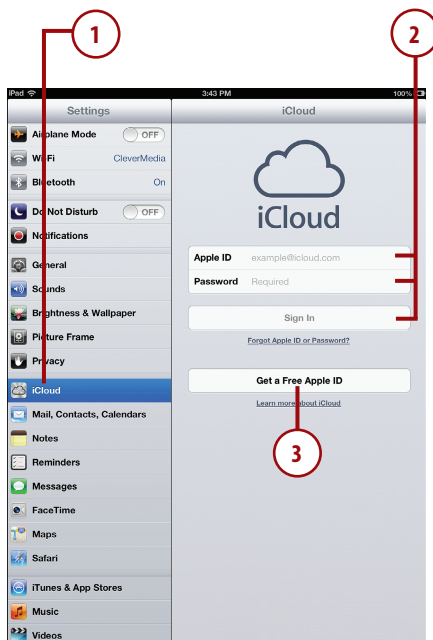 1
2
iPad 3:43 PM 100%
Settings
Airplane Mode OFF
Wi-Fi CleverMedia
Bluetooth On
Do Not Disturb OFF
Notifications
General
Sounds
Brightness & Wallpaper
Picture Frame
Privacy
iCloud
Mail, Contacts, Calendars
Notes
Reminders
Messages
FaceTime
Maps
Safari
iTunes & App Stores
Music
Videos
iCloud
iCloud
Apple ID example@icloud.com
Password Required
Sign In
Forgot Apple ID or Password?
Get a Free Apple ID
Learn more about iCloud
3